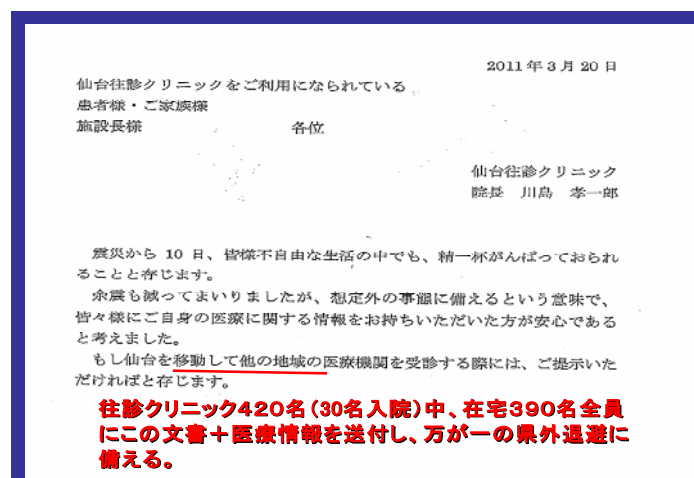 2011年3月20日
仙台往診クリニックをご利用になられている
患者様・ご家族様
施設長様　　各位
仙台往診クリニック
院長　川島　孝一郎
震災から 10 日、皆様不自由な生活の中でも、精一杯がんばっておられ
ることと存じます。
余震も減ってまいりましたが、想定外の事態に備えるという意味で、
皆々様にご自身の医療に関する情報をお持ちいただいた方が安心である
と考えました。
もし仙台を移動して他の地域の医療機関を受診する際には、ご提示いた
だければと存じます。
往診クリニック４２０名（30名入院）中、在宅３９０名全員
にこの文書＋医療情報を送付し、万が一の県外退避に
備える。